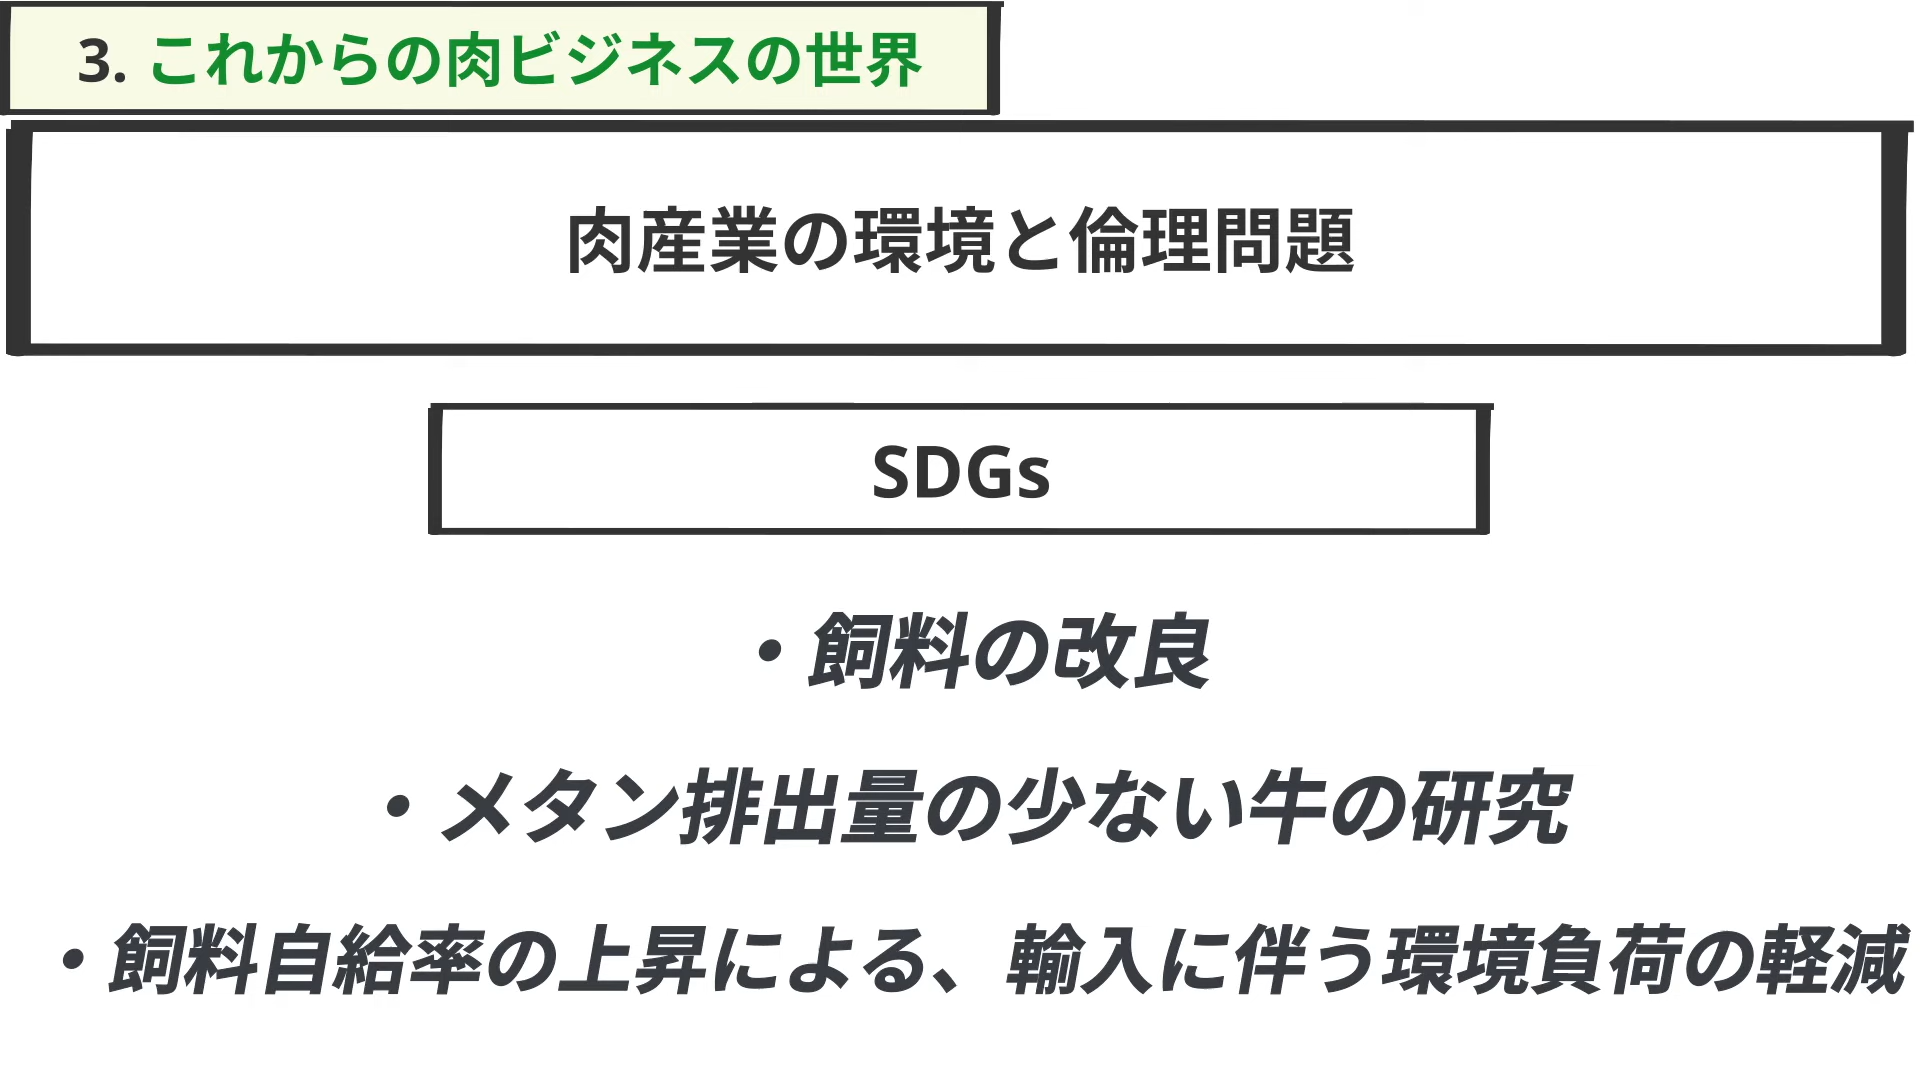 3. これからの肉ビジネスの世界
肉産業の環境と倫理問題
SDGs
・飼料の改良
・メタン排出量の少ない牛の研究
・飼料自給率の上昇による、輸入に伴う環境負荷の軽減